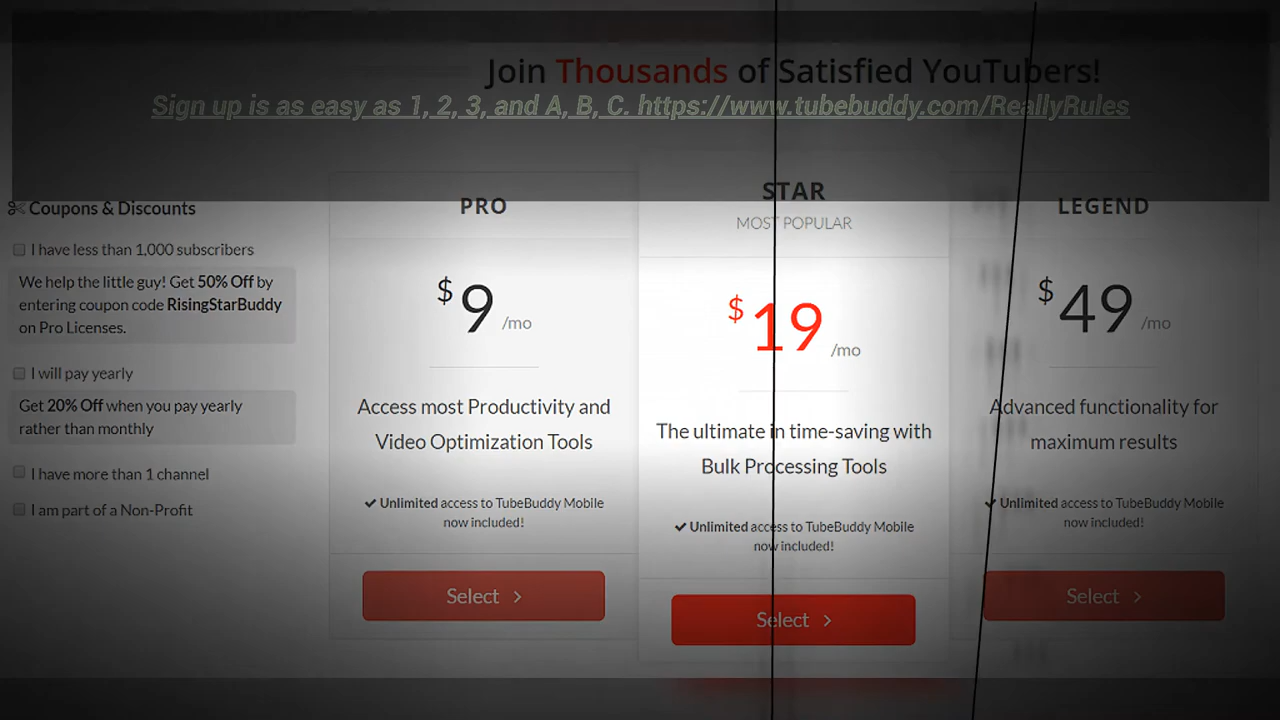 Join Thousands of Satisfied YouTubers!
Sign up is as easy as 1, 2, 3, and A, B, C. https://www.tubebuddy.com/ReallyRules
Coupons & Discounts
I have less than 1,000 subscribers
We help the little guy! Get 50% Off by
entering coupon code RisingStarBuddy
on Pro Licenses.
I will pay yearly
Get 20% Off when you pay yearly
rather than monthly
I have more than 1 channel
I am part of a Non-Profit
PRO
$9 /mo
Access most Productivity and
Video Optimization Tools
Unlimited access to TubeBuddy Mobile
now included!
Select
STAR
MOST POPULAR
$19 /mo
The ultimate in time-saving with
Bulk Processing Tools
Unlimited access to TubeBuddy Mobile
now included!
Select
LEGEND
$49 /mo
Advanced functionality for
maximum results
Unlimited access to TubeBuddy Mobile
now included!
Select